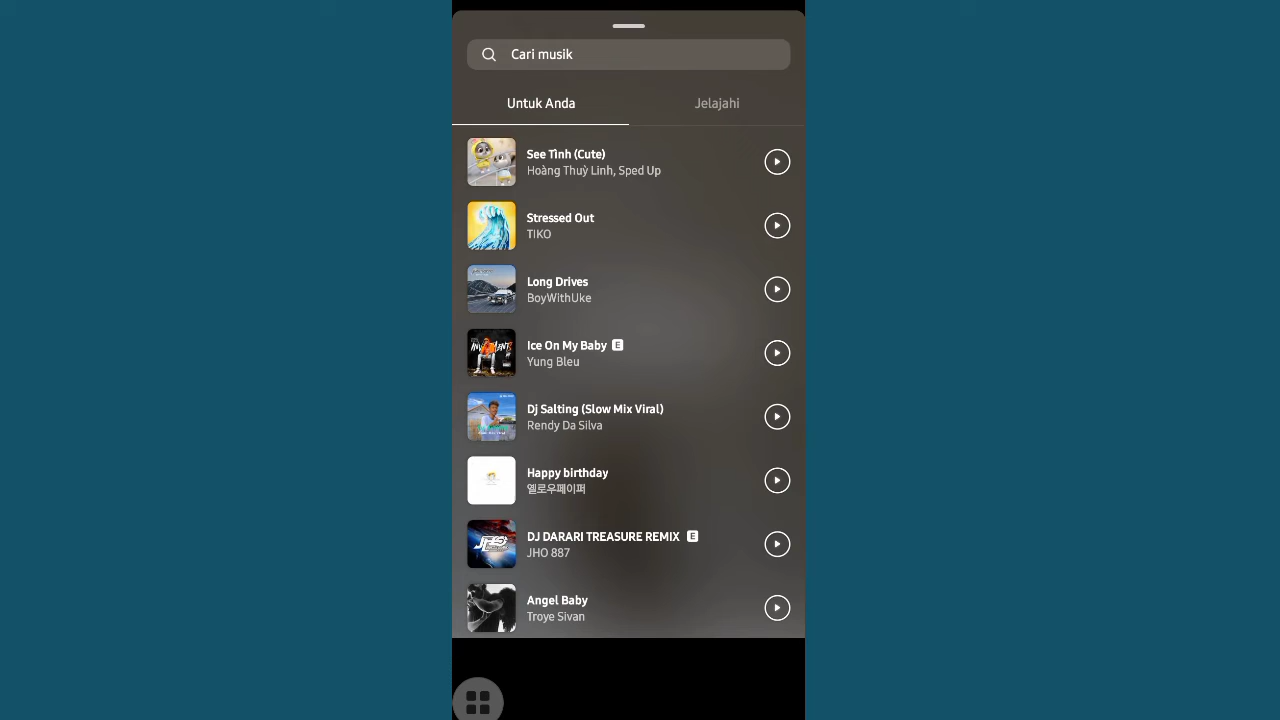 Cari musik
Untuk Anda
Jelajahi
See Tình (Cute)
Hoàng Thuỳ Linh, Sped Up
Stressed Out
TIKO
Long Drives
BoyWithUke
Ice On My Baby E
Yung Bleu
Dj Salting (Slow Mix Viral)
Rendy Da Silva
Happy birthday
옐로우페이퍼
DJ DARARI TREASURE REMIX E
JHO 887
Angel Baby
Troye Sivan